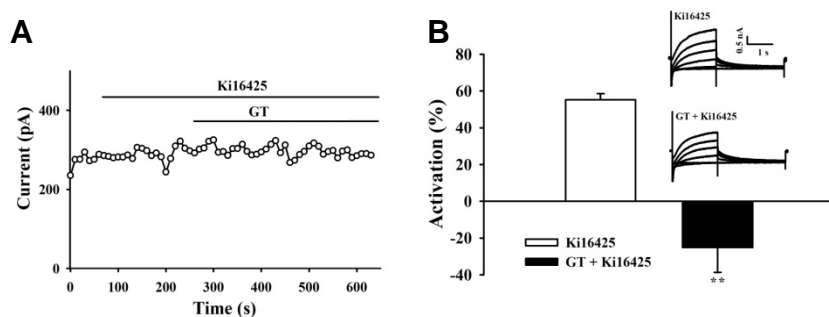 A
Ki16425
GT
Current (pA)
400
200
0
0 100 200 300 400 500 600
Time (s)
B
Ki16425
0.5 nA
1 s
GT + Ki16425
Activation (%)
80
60
40
20
0
-20
-40
Ki16425
GT + Ki16425
**